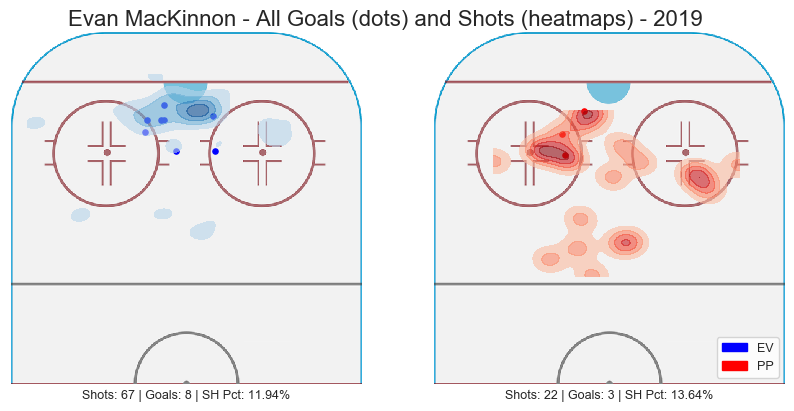 Evan MacKinnon - All Goals (dots) and Shots (heatmaps) - 2019
EV
PP
Shots: 67 | Goals: 8 | SH Pct: 11.94%
Shots: 22 | Goals: 3 | SH Pct: 13.64%